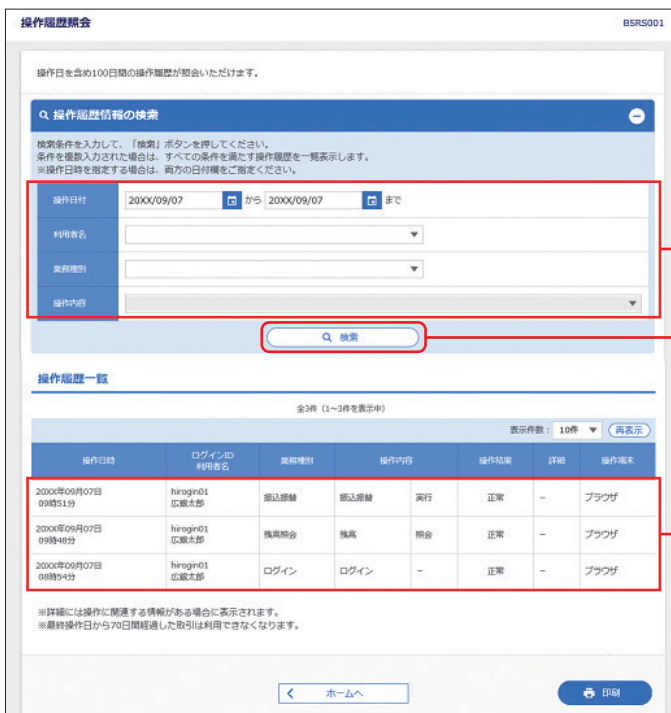 操作履歴照会
BSRS001
操作日を含め100日間の操作履歴が照会いただけます。
操作履歴情報の検索
検索条件を入力して、「検索」ボタンを押してください。
条件を複数入力された場合は、すべての条件を満たす操作履歴を一覧表示します。
※操作日時を指定する場合は、両方の日付欄をご指定ください。
操作日付 20XX/09/07 から 20XX/09/07 まで
利用者名
業務種別
操作内容
検索
操作履歴一覧
全3件（1～3件を表示中）
表示件数： 10件 再表示
操作日時 ログインID 利用者名 業務種別 操作内容 操作結果 詳細 操作端末
20XX年09月07日 hirogin01 振込振替 振込振替 実行 正常 － ブラウザ
09時51分 広銀太郎
20XX年09月07日 hirogin01 残高照会 残高 照会 正常 － ブラウザ
09時40分 広銀太郎
20XX年09月07日 hirogin01 ログイン ログイン － 正常 － ブラウザ
08時54分 広銀太郎
※詳細には操作に関連する情報がある場合に表示されます。
※最終操作日から70日間経過した取引は利用できなくなります。
ホームへ
印刷